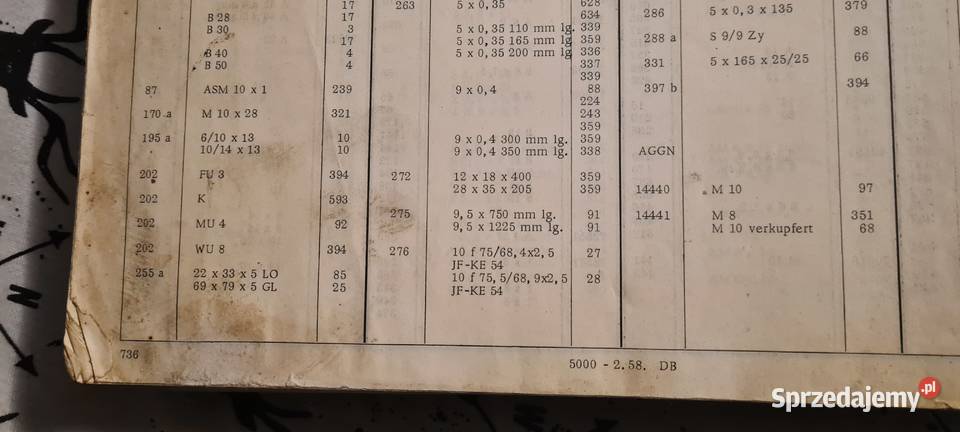 17
B 28 17
B 30 3
17
B 40 4
B 50 4
87 ASM 10 x 1 239
170 a M 10 x 28 321
195 a 6/10 x 13 10
10/14 x 13 10
202 FU 3 394
202 K 593
202 MU 4 92
202 WU 8 394
255 a 22 x 33 x 5 LO 85
69 x 79 x 5 GL 25
263 5 x 0,35 628
634
5 x 0,35 110 mm lg. 339
5 x 0,35 165 mm lg 359
5 x 0,35 200 mm lg 336
337
339
9 x 0,4 88
224
243
359
9 x 0,4 300 mm lg. 359
9 x 0,4 350 mm lg. 338
272 12 x 18 x 400 359
28 x 35 x 205 359
275 9,5 x 750 mm lg. 91
9,5 x 1225 mm lg. 91
276 10 f 75/68,4x2,5 27
JF-KE 54
10 f 75,5/68,9x2,5 28
JF-KE 54
286 5 x 0,3 x 135 379
288 a S 9/9 Zy 88
331 5 x 165 x 25/25 66
397 b 394
AGGN
14440 M 10 97
14441 M 8 351
M 10 verkupfert 68
736
5000 - 2.58. DB
Sprzedajemy.pl